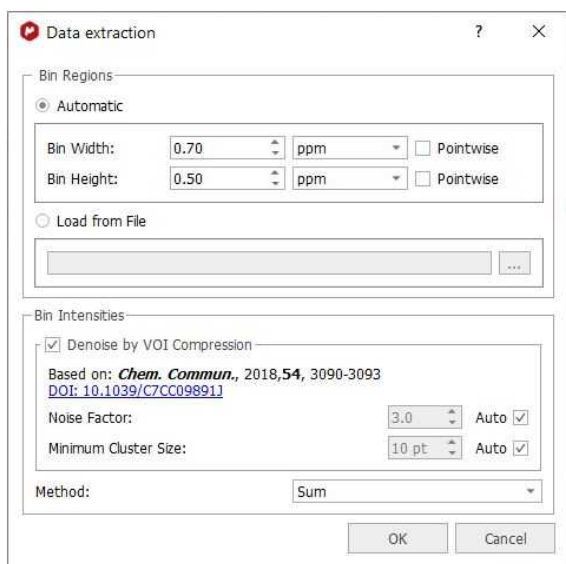 Data extraction ?
Bin Regions
Automatic
Bin Width: 0.70 ppm Pointwise
Bin Height: 0.50 ppm Pointwise
Load from File
...
Bin Intensities
Denoise by VOI Compression
Based on: Chem. Commun., 2018,54, 3090-3093
DOI: 10.1039/C7CC09891J
Noise Factor: 3.0 Auto
Minimum Cluster Size: 10 pt Auto
Method: Sum
OK Cancel